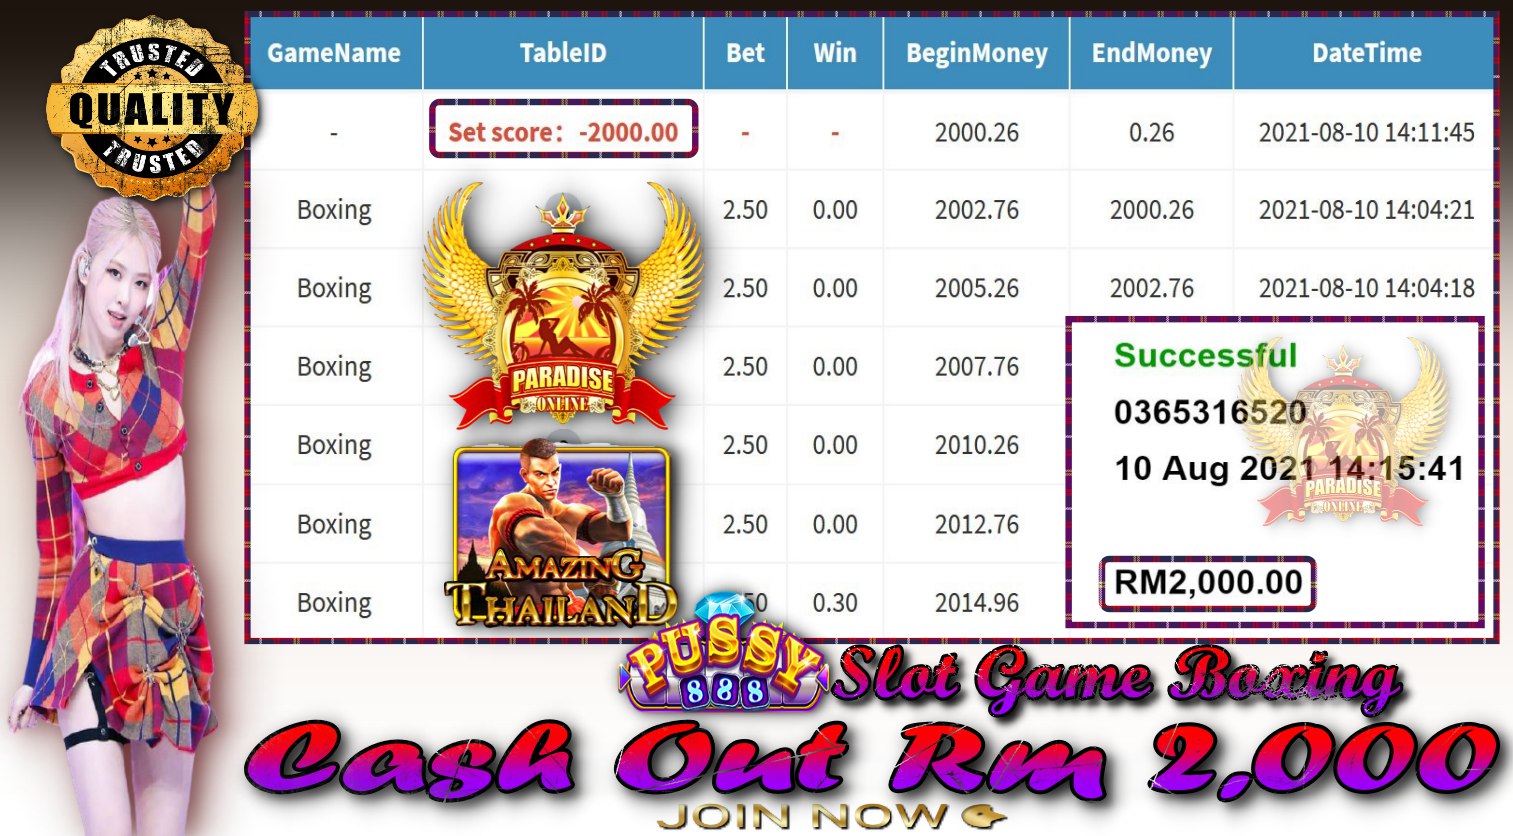 TRUSTED
QUALITY
TRUSTED
GameName TableID Bet Win BeginMoney EndMoney DateTime
- Set score: -2000.00 - - 2000.26 0.26 2021-08-10 14:11:45
Boxing 2.50 0.00 2002.76 2000.26 2021-08-10 14:04:21
Boxing 2.50 0.00 2005.26 2002.76 2021-08-10 14:04:18
Boxing 2.50 0.00 2007.76
Boxing 2.50 0.00 2010.26
Boxing 2.50 0.00 2012.76
Boxing 50 0.30 2014.96
PARADISE
ONLINE
AMAZING
THAILAND
Successful
0365316520
10 Aug 2021 14:15:41
PARADISE
ONLINE
RM2,000.00
PUSSY
888
Slot Game Boxing
Cash Out Rm 2,000
JOIN NOW